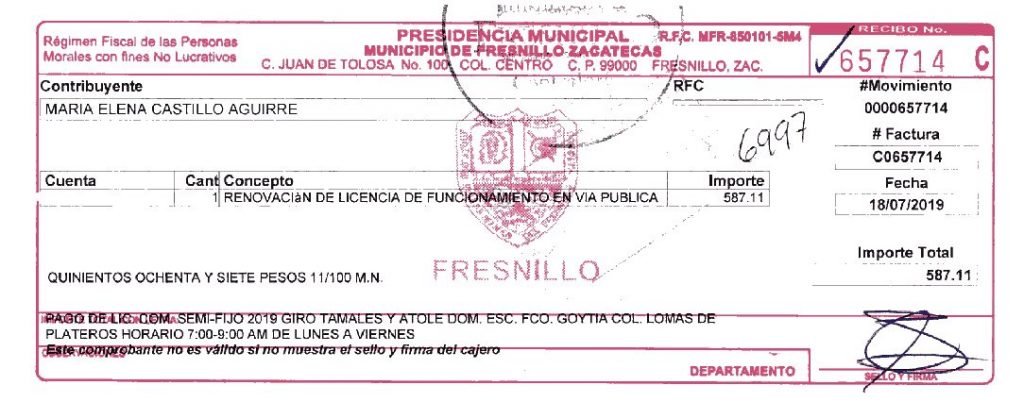 Régimen Fiscal de las Personas
Morales con fines No Lucrativos
PRESIDENCIA MUNICIPAL R.F.C. MFR-850101-5M4
MUNICIPIO DE FRESNILLO ZACATECAS
C. JUAN DE TOLOSA No. 100 COL. CENTRO C. P. 99000 FRESNILLO, ZAC.
RECIBO No.
657714 C
Contribuyente
RFC
MARIA ELENA CASTILLO AGUIRRE
6997
#Movimiento
0000657714
# Factura
C0657714
Fecha
18/07/2019
Cuenta Cant Concepto Importe
1 RENOVACIàN DE LICENCIA DE FUNCIONAMIENTO EN VIA PUBLICA 587.11
FRESNILLO
Importe Total
587.11
QUINIENTOS OCHENTA Y SIETE PESOS 11/100 M.N.
PAGO DE LIC. COM. SEMI-FIJO 2019 GIRO TAMALES Y ATOLE DOM. ESC. FCO. GOYTIA COL. LOMAS DE
PLATEROS HORARIO 7:00-9:00 AM DE LUNES A VIERNES
Este comprobante no es válido si no muestra el sello y firma del cajero
OBSERVACIONES
DEPARTAMENTO
SELLO Y FIRMA